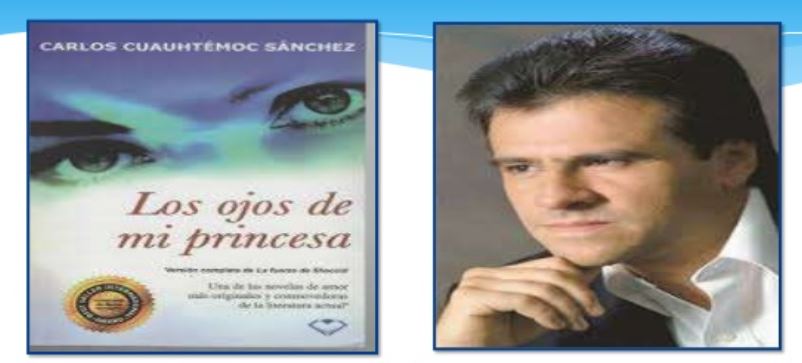 CARLOS CUAUHTÉMOC SÁNCHEZ
Los ojos de
mi princesa
Versión completa de La fuerza de Sheccid
Una de las novelas de amor
más originales y conmovedoras
de la literatura actual